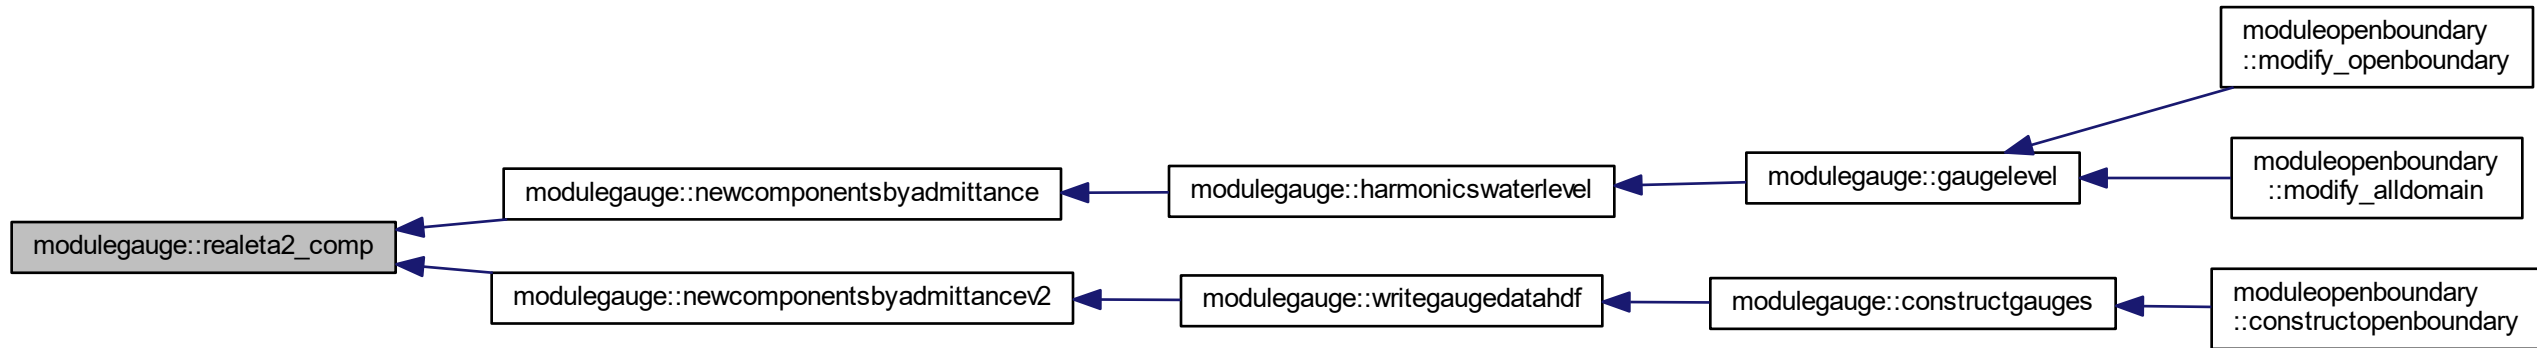 moduleopenboundary
::modify_openboundary
moduleopenboundary
::modify_alldomain
modulegauge::gaugelevel
modulegauge::harmonicswaterlevel
modulegauge::newcomponentsbyadmittance
modulegauge::realeta2_comp
modulegauge::newcomponentsbyadmittancev2
modulegauge::writegaugedatahdf
modulegauge::constructgauges
moduleopenboundary
::constructopenboundary